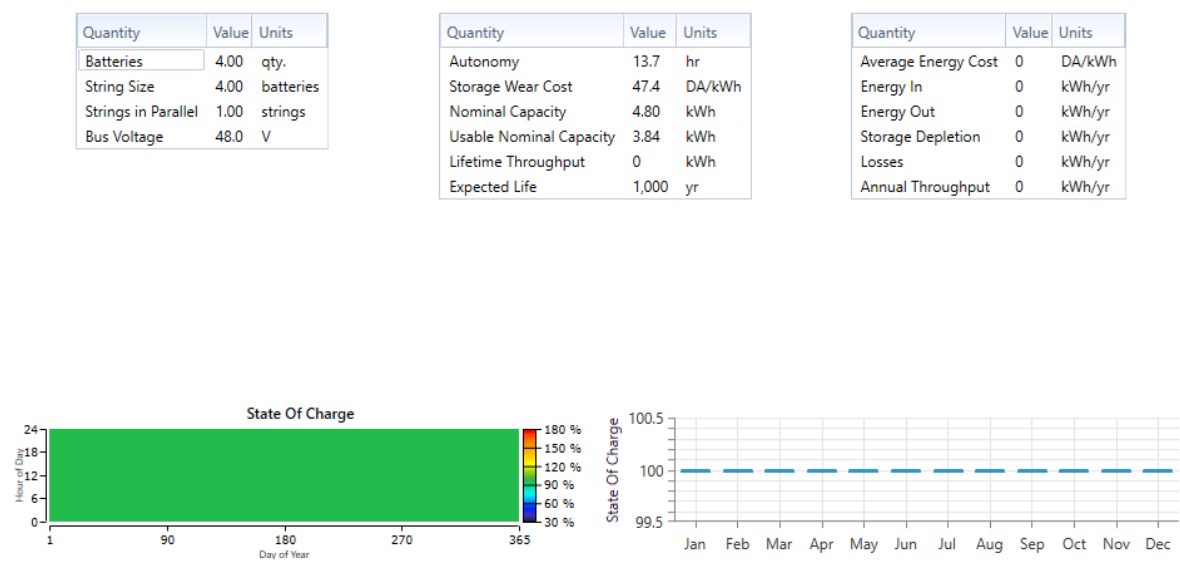 Quantity Value Units
Batteries 4.00 qty.
String Size 4.00 batteries
Strings in Parallel 1.00 strings
Bus Voltage 48.0 V
Quantity Value Units
Autonomy 13.7 hr
Storage Wear Cost 47.4 DA/kWh
Nominal Capacity 4.80 kWh
Usable Nominal Capacity 3.84 kWh
Lifetime Throughput 0 kWh
Expected Life 1,000 yr
Quantity Value Units
Average Energy Cost 0 DA/kWh
Energy In 0 kWh/yr
Energy Out 0 kWh/yr
Storage Depletion 0 kWh/yr
Losses 0 kWh/yr
Annual Throughput 0 kWh/yr
State Of Charge
Hour of Day
24
18
12
6
0
1 90 180 270 365
Day of Year
180 %
150 %
120 %
90 %
60 %
30 %
State Of Charge
100.5
100
99.5
Jan Feb Mar Apr May Jun Jul Aug Sep Oct Nov Dec